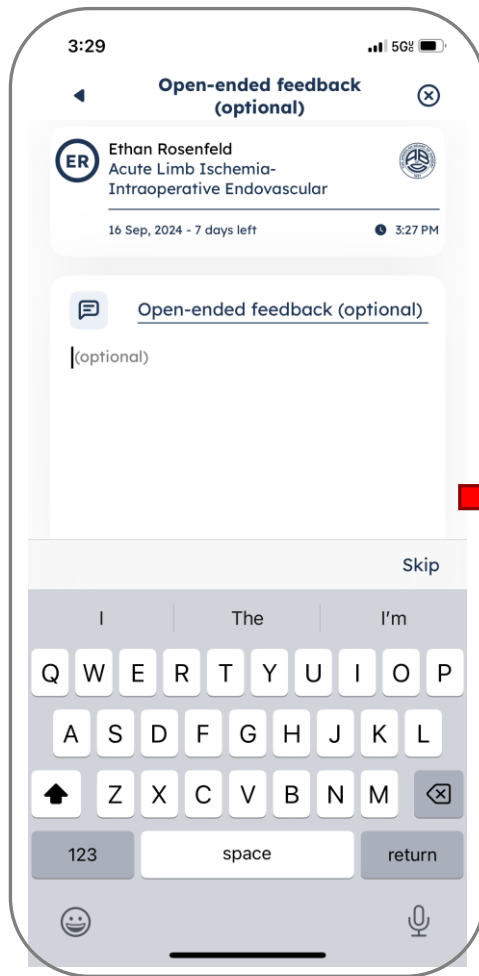 3:29
5G
Open-ended feedback
(optional)
ER
Ethan Rosenfeld
Acute Limb Ischemia-
Intraoperative Endovascular
16 Sep, 2024 - 7 days left
3:27 PM
Open-ended feedback (optional)
(optional)
Skip
I The I'm
Q W E R T Y U I O P
A S D F G H J K L
Z X C V B N M
123 space return